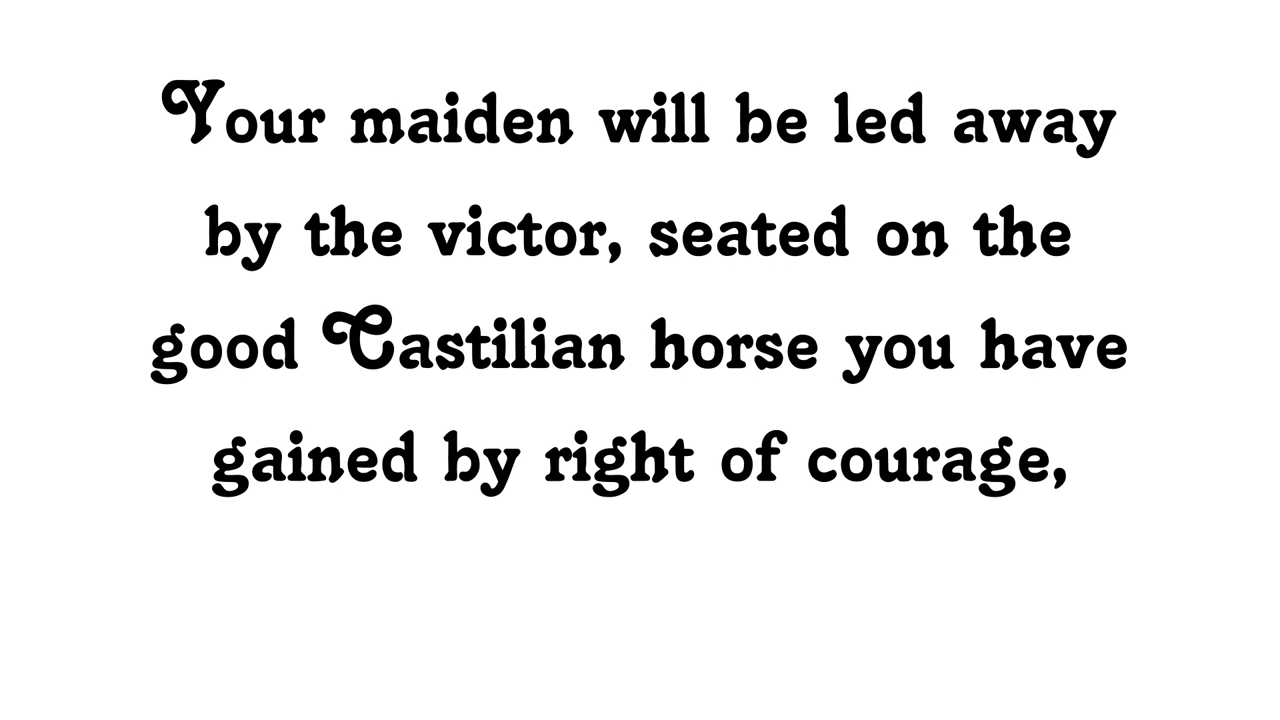 Your maiden will be led away
by the victor, seated on the
good Castilian horse you have
gained by right of courage,